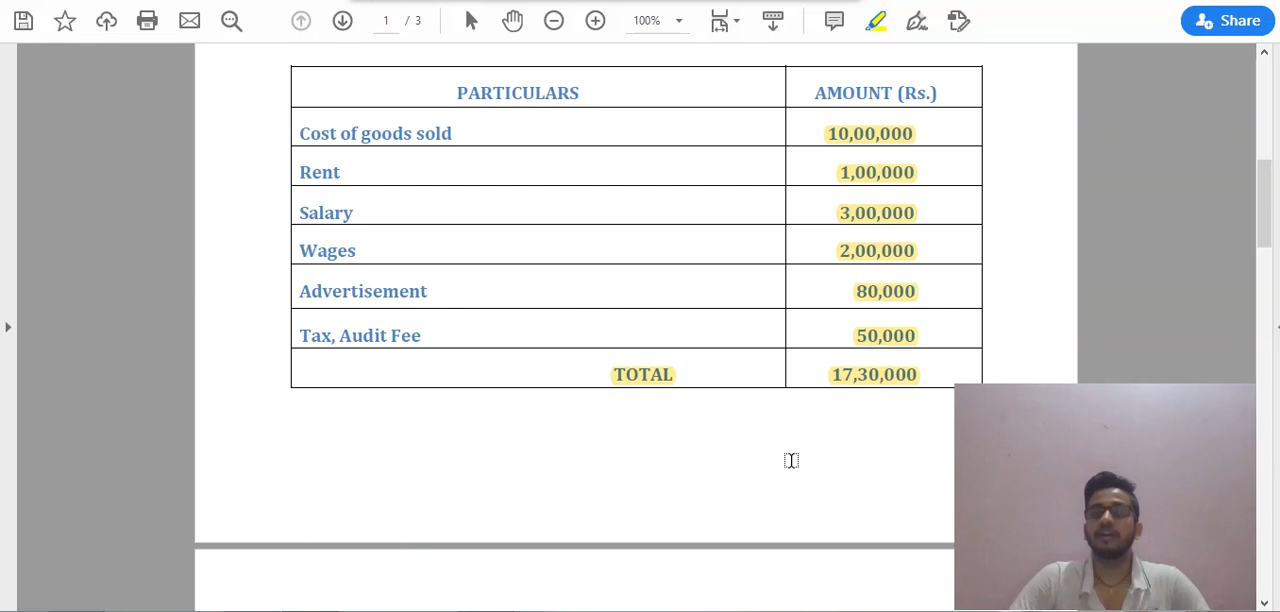 1 / 3 100% Share
PARTICULARS AMOUNT (Rs.)
Cost of goods sold 10,00,000
Rent 1,00,000
Salary 3,00,000
Wages 2,00,000
Advertisement 80,000
Tax, Audit Fee 50,000
TOTAL 17,30,000